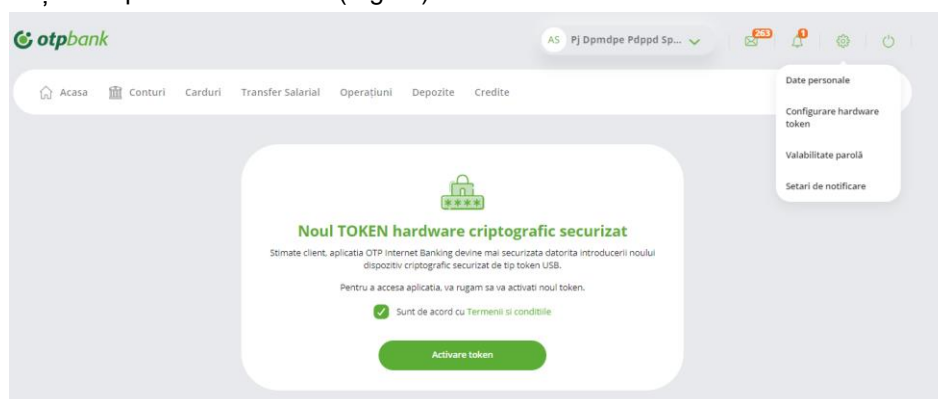 otpbank
AS Pj Dpmdpe Pdppd Sp...
263
1
Acasa Conturi Carduri Transfer Salarial Operațiuni Depozite Credite
Date personale
Configurare hardware
token
Valabilitate parolă
Setari de notificare
****
Noul TOKEN hardware criptografic securizat
Stimate client, aplicatia OTP Internet Banking devine mai securizata datorita introducerii noului
dispozitiv criptografic securizat de tip token USB.
Pentru a accesa aplicatia, va rugam sa va activati noul token.
Sunt de acord cu Termenii si conditiile
Activare token